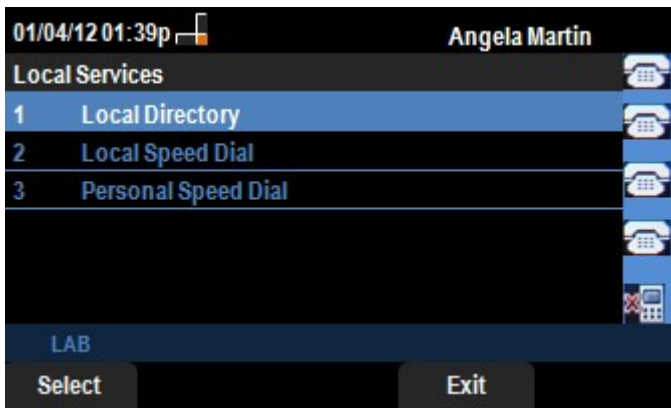 01/04/12 01:39p Angela Martin
Local Services
1 Local Directory
2 Local Speed Dial
3 Personal Speed Dial
LAB
Select Exit